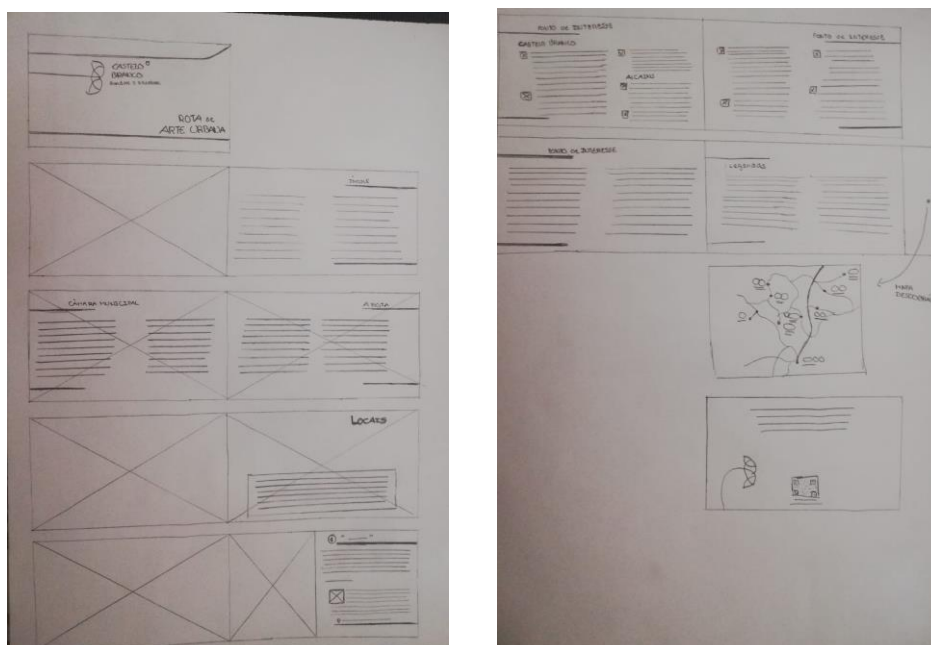 CASTELO
BRANCO
ROTA DE
ARTE URBANA
ÍNDICE
CÂMARA MUNICIPAL
A ROTA
LOCAIS
PONTO DE INTERESSE
CASTELO BRANCO
ALCAINS
PONTO DE INTERESSE
PONTO DE INTERESSE
LEGENDAS
MAPA